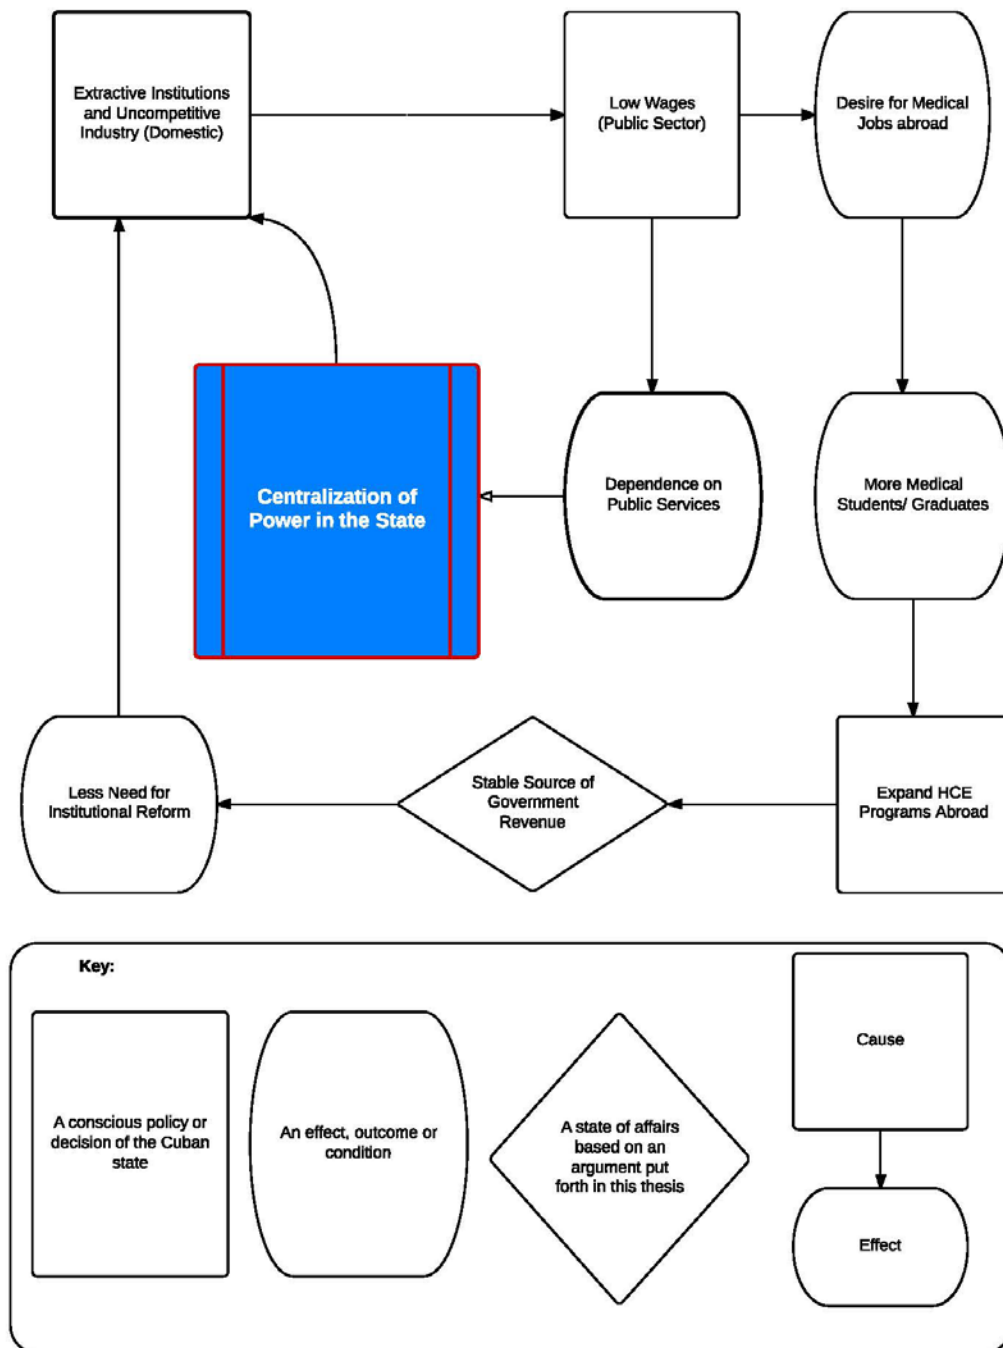 Extractive Institutions
and Uncompetitive
Industry (Domestic)
Low Wages
(Public Sector)
Desire for Medical
Jobs abroad
Centralization of
Power in the State
Dependence on
Public Services
More Medical
Students/ Graduates
Less Need for
Institutional Reform
Stable Source of
Government
Revenue
Expand HCE
Programs Abroad
Key:
A conscious policy or
decision of the Cuban
state
An effect, outcome or
condition
A state of affairs
based on an
argument put
forth in this thesis
Cause
Effect